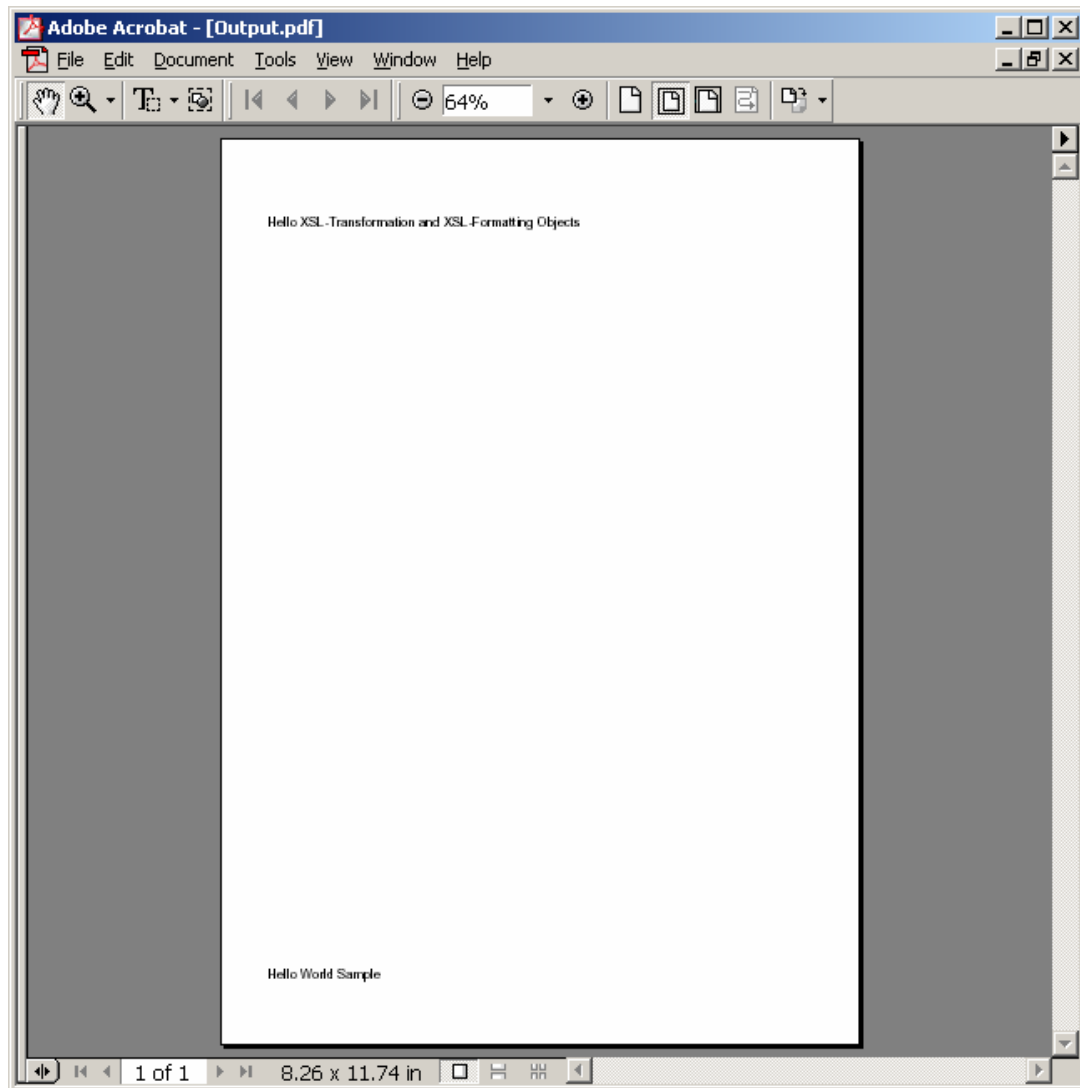 Adobe Acrobat - [Output.pdf]
File Edit Document Tools View Window Help
64%
Hello XSL-Transformation and XSL-Formatting Objects
Hello World Sample
1 of 1 8.26 x 11.74 in